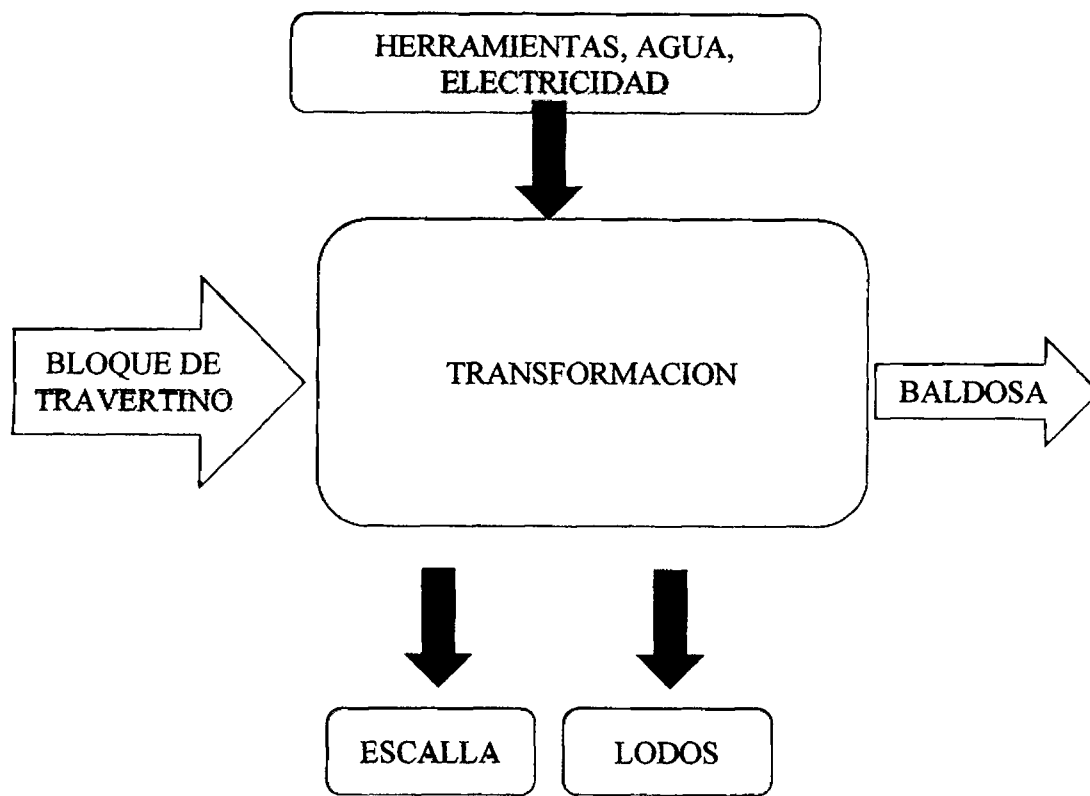 HERRAMIENTAS, AGUA,
ELECTRICIDAD
BLOQUE DE
TRAVERTINO
TRANSFORMACION
BALDOSA
ESCALLA
LODOS